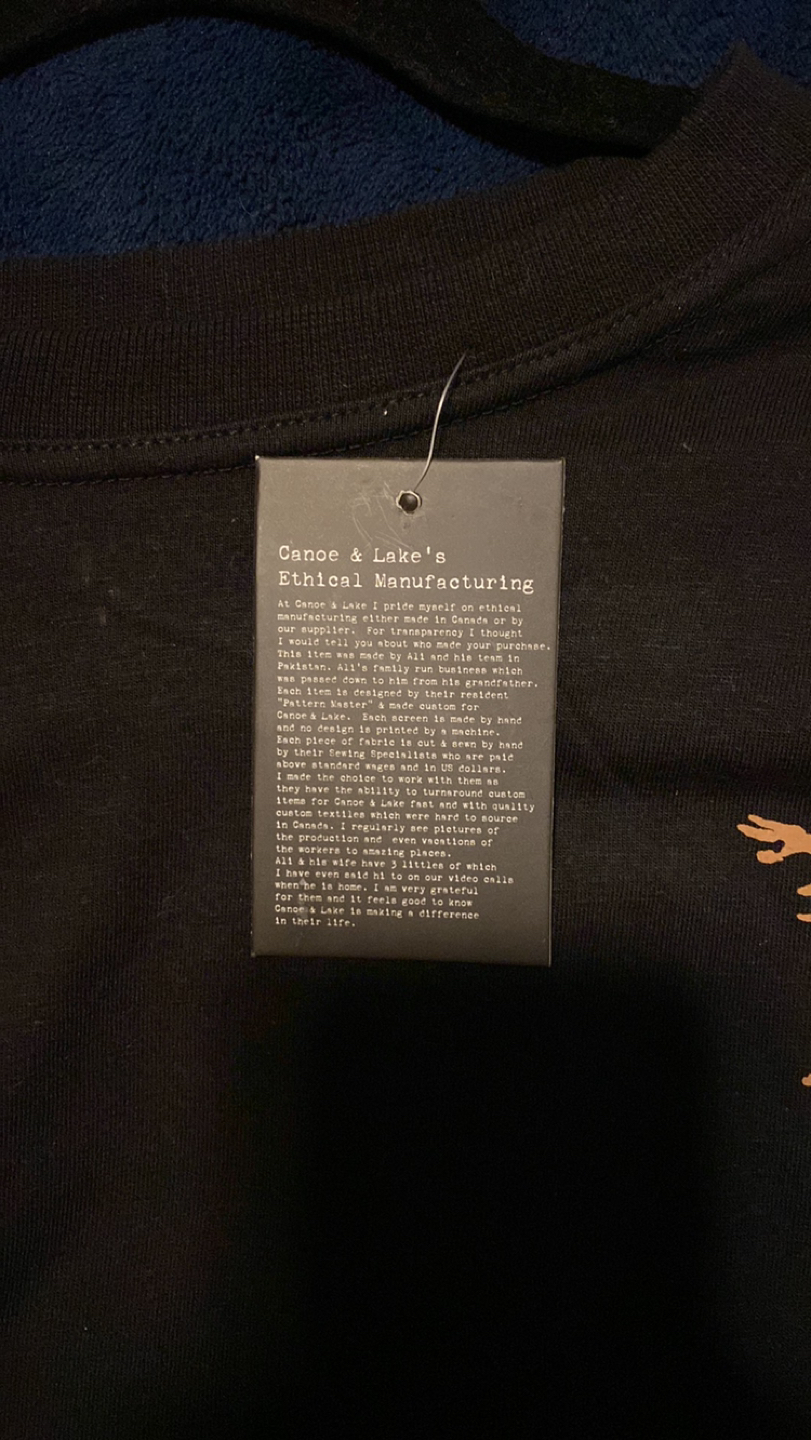 Canoe & Lake's
Ethical Manufacturing
At Canoe & Lake I pride myself on ethical
manufacturing either made in Canada or by
our supplier. For transparency I thought
I would tell you about who made your purchase.
This item was made by Ali and his team in
Pakistan. Ali's family run business which
was passed down to him from his grandfather.
Each item is designed by their resident
"Pattern Master" & made custom for
Canoe & Lake. Each screen is made by hand
and no design is printed by a machine.
Each piece of fabric is cut & sewn by hand
by their Sewing Specialists who are paid
above standard wages and in US dollars.
I made the choice to work with them as
they have the ability to turnaround custom
items for Canoe & Lake fast and with quality
custom textiles which were hard to source
in Canada. I regularly see pictures of
the production and even vacations of
the workers to amazing places.
Ali & his wife have 3 littles of which
I have even said hi to on our video calls
when he is home. I am very grateful
for them and it feels good to know
Canoe & Lake is making a difference
in their life.